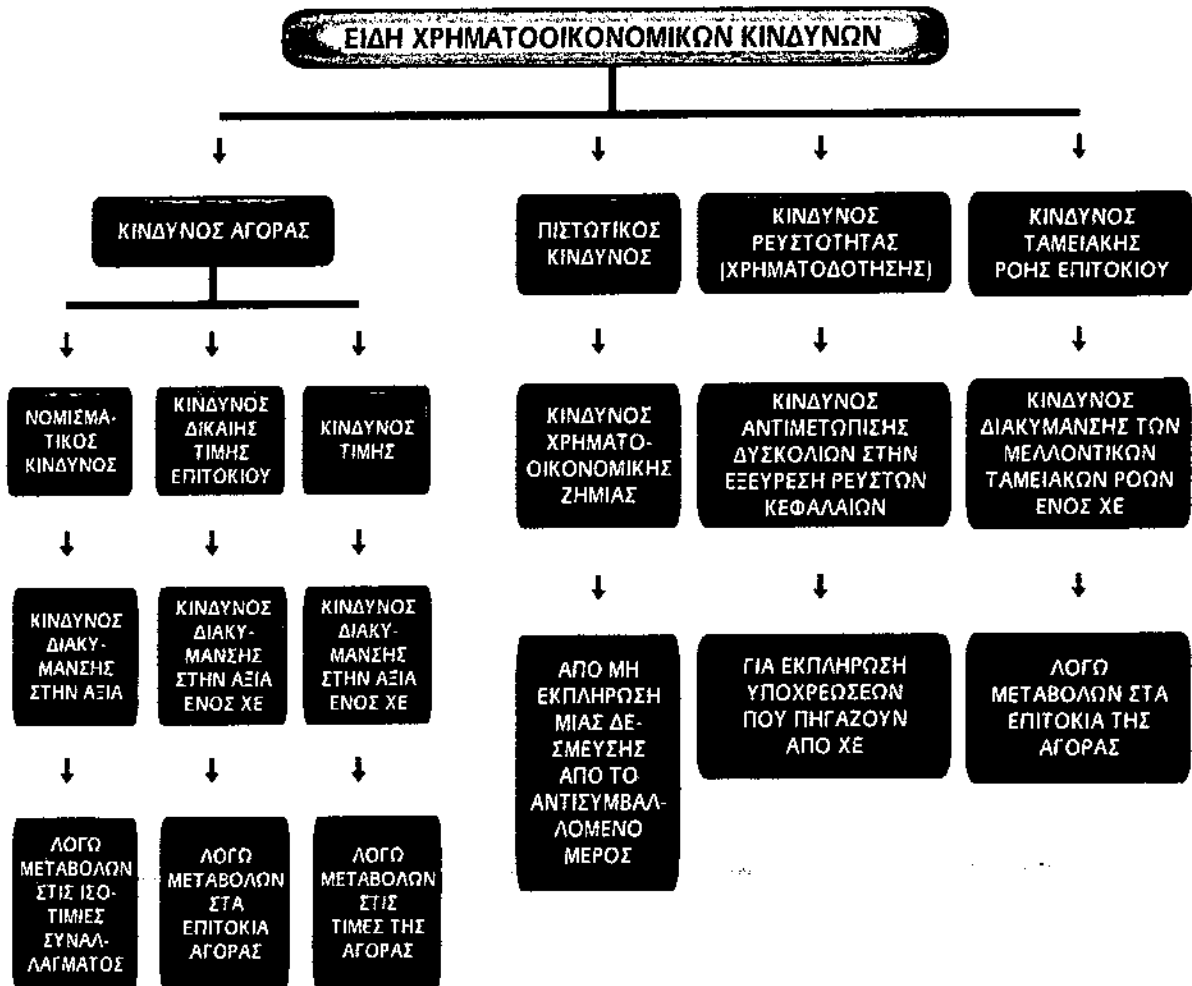 ΕΙΔΗ ΧΡΗΜΑΤΟΟΙΚΟΝΟΜΙΚΩΝ ΚΙΝΔΥΝΩΝ
ΚΙΝΔΥΝΟΣ ΑΓΟΡΑΣ
ΠΙΣΤΩΤΙΚΟΣ
ΚΙΝΔΥΝΟΣ
ΚΙΝΔΥΝΟΣ
ΡΕΥΣΤΟΤΗΤΑΣ
(ΧΡΗΜΑΤΟΔΟΤΗΣΗΣ)
ΚΙΝΔΥΝΟΣ
ΤΑΜΕΙΑΚΗΣ
ΡΟΗΣ ΕΠΙΤΟΚΙΟΥ
ΝΟΜΙΣΜΑ-
ΤΙΚΟΣ
ΚΙΝΔΥΝΟΣ
ΚΙΝΔΥΝΟΣ
ΔΙΚΑΙΗΣ
ΤΙΜΗΣ
ΕΠΙΤΟΚΙΟΥ
ΚΙΝΔΥΝΟΣ
ΤΙΜΗΣ
ΚΙΝΔΥΝΟΣ
ΧΡΗΜΑΤΟ-
ΟΙΚΟΝΟΜΙΚΗΣ
ΖΗΜΙΑΣ
ΚΙΝΔΥΝΟΣ
ΑΝΤΙΜΕΤΩΠΙΣΗΣ
ΔΥΣΚΟΛΙΩΝ ΣΤΗΝ
ΕΞΕΥΡΕΣΗ ΡΕΥΣΤΩΝ
ΚΕΦΑΛΑΙΩΝ
ΚΙΝΔΥΝΟΣ
ΔΙΑΚΥΜΑΝΣΗΣ ΤΩΝ
ΜΕΛΛΟΝΤΙΚΩΝ
ΤΑΜΕΙΑΚΩΝ ΡΟΩΝ
ΕΝΟΣ ΧΕ
ΚΙΝΔΥΝΟΣ
ΔΙΑΚΥ-
ΜΑΝΣΗΣ
ΣΤΗΝ ΑΞΙΑ
ΚΙΝΔΥΝΟΣ
ΔΙΑΚΥ-
ΜΑΝΣΗΣ
ΣΤΗΝ ΑΞΙΑ
ΕΝΟΣ ΧΕ
ΚΙΝΔΥΝΟΣ
ΔΙΑΚΥ-
ΜΑΝΣΗΣ
ΣΤΗΝ ΑΞΙΑ
ΕΝΟΣ ΧΕ
ΑΠΟ ΜΗ
ΕΚΠΛΗΡΩΣΗ
ΜΙΑΣ ΔΕ-
ΣΜΕΥΣΗΣ
ΑΠΟ ΤΟ
ΑΝΤΙΣΥΜΒΑΛ-
ΛΟΜΕΝΟ
ΜΕΡΟΣ
ΓΙΑ ΕΚΠΛΗΡΩΣΗ
ΥΠΟΧΡΕΩΣΕΩΝ
ΠΟΥ ΠΗΓΑΖΟΥΝ
ΑΠΟ ΧΕ
ΛΟΓΩ
ΜΕΤΑΒΟΛΩΝ ΣΤΑ
ΕΠΙΤΟΚΙΑ ΤΗΣ
ΑΓΟΡΑΣ
ΛΟΓΩ
ΜΕΤΑΒΟΛΩΝ
ΣΤΙΣ ΙΣΟ-
ΤΙΜΙΕΣ
ΣΥΝΑΛ-
ΛΑΓΜΑΤΟΣ
ΛΟΓΩ
ΜΕΤΑΒΟΛΩΝ
ΣΤΑ
ΕΠΙΤΟΚΙΑ
ΑΓΟΡΑΣ
ΛΟΓΩ
ΜΕΤΑΒΟΛΩΝ
ΣΤΙΣ
ΤΙΜΕΣ ΤΗΣ
ΑΓΟΡΑΣ